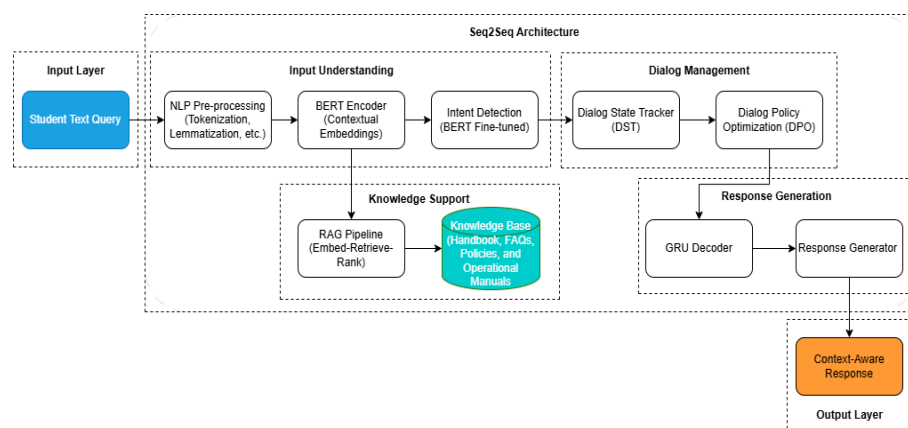 Seq2Seq Architecture
Input Layer
Input Understanding
Dialog Management
Student Text Query
NLP Pre-processing
(Tokenization,
Lemmatization, etc.)
BERT Encoder
(Contextual
Embeddings)
Intent Detection
(BERT Fine-tuned)
Dialog State Tracker
(DST)
Dialog Policy
Optimization (DPO)
Knowledge Support
Response Generation
RAG Pipeline
(Embed-Retrieve-
Rank)
Knowledge Base
(Handbook, FAQs,
Policies, and
Operational
Manuals
GRU Decoder
Respone Generator
Context-Aware
Response
Output Layer